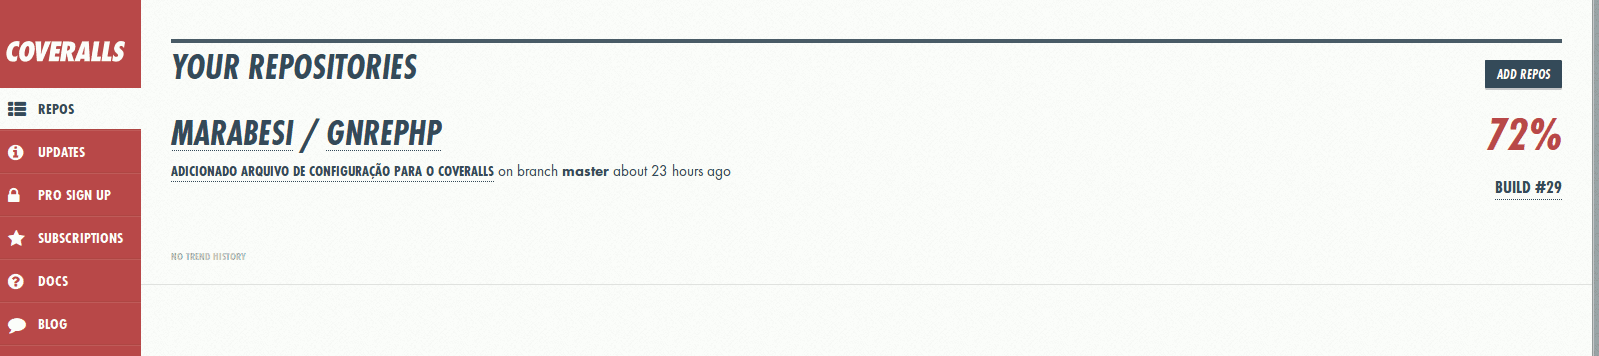 COVERALLS
REPOS
UPDATES
PRO SIGN UP
SUBSCRIPTIONS
DOCS
BLOG
YOUR REPOSITORIES
ADD REPOS
MARABESI / GNREPHP
72%
ADICIONADO ARQUIVO DE CONFIGURAÇÃO PARA O COVERALLS on branch master about 23 hours ago
BUILD #29
NO TREND HISTORY